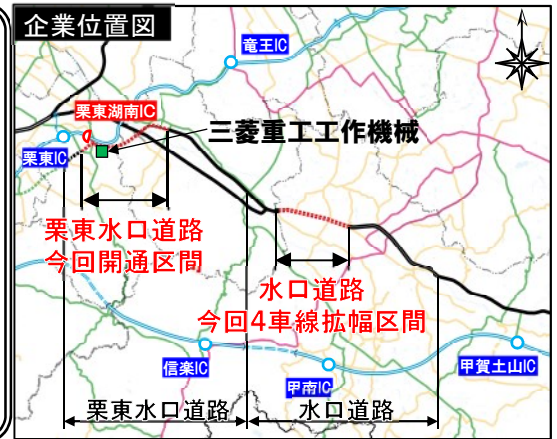 企業位置図
竜王IC
栗東湖南IC
三菱重工工作機械
栗東IC
栗東水口道路
今回開通区間
水口道路
今回4車線拡幅区間
信楽IC
甲南IC
甲賀土山IC
栗東水口道路
水口道路